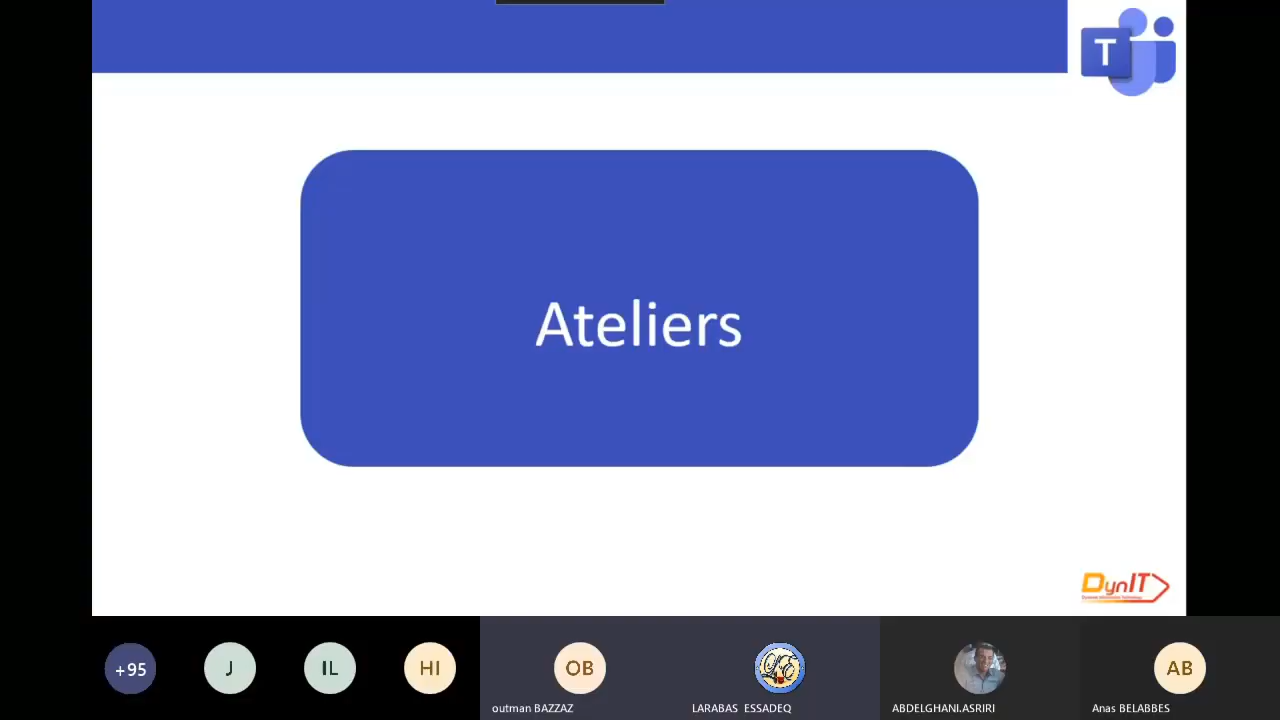 T
Ateliers
DynIT
+95
J
IL
HI
OB
AB
outman BAZZAZ
LARABAS ESSADEQ
ABDELGHANI.ASRIRI
Anas BELABBES